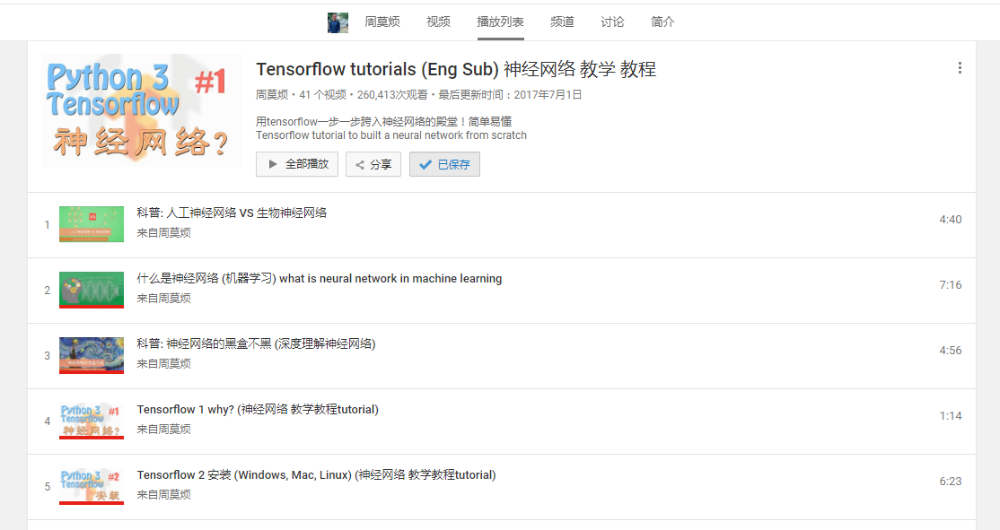 周莫烦 视频 播放列表 频道 讨论 简介
Python 3 #1
Tensorflow
神经网络?
Tensorflow tutorials (Eng Sub) 神经网络 教学 教程
周莫烦 • 41 个视频 • 260,413次观看 • 最后更新时间：2017年7月1日
用tensorflow一步一步跨入神经网络的殿堂！简单易懂
Tensorflow tutorial to built a neural network from scratch
全部播放 分享 已保存
1 科普: 人工神经网络 VS 生物神经网络 4:40
来自周莫烦
2 什么是神经网络 (机器学习) what is neural network in machine learning 7:16
来自周莫烦
3 科普: 神经网络的黑盒不黑 (深度理解神经网络) 4:56
来自周莫烦
Python 3 #1
Tensorflow
神经网络?
4 Tensorflow 1 why? (神经网络 教学教程tutorial) 1:14
来自周莫烦
Python 3 #2
Tensorflow
安装
5 Tensorflow 2 安装 (Windows, Mac, Linux) (神经网络 教学教程tutorial) 6:23
来自周莫烦